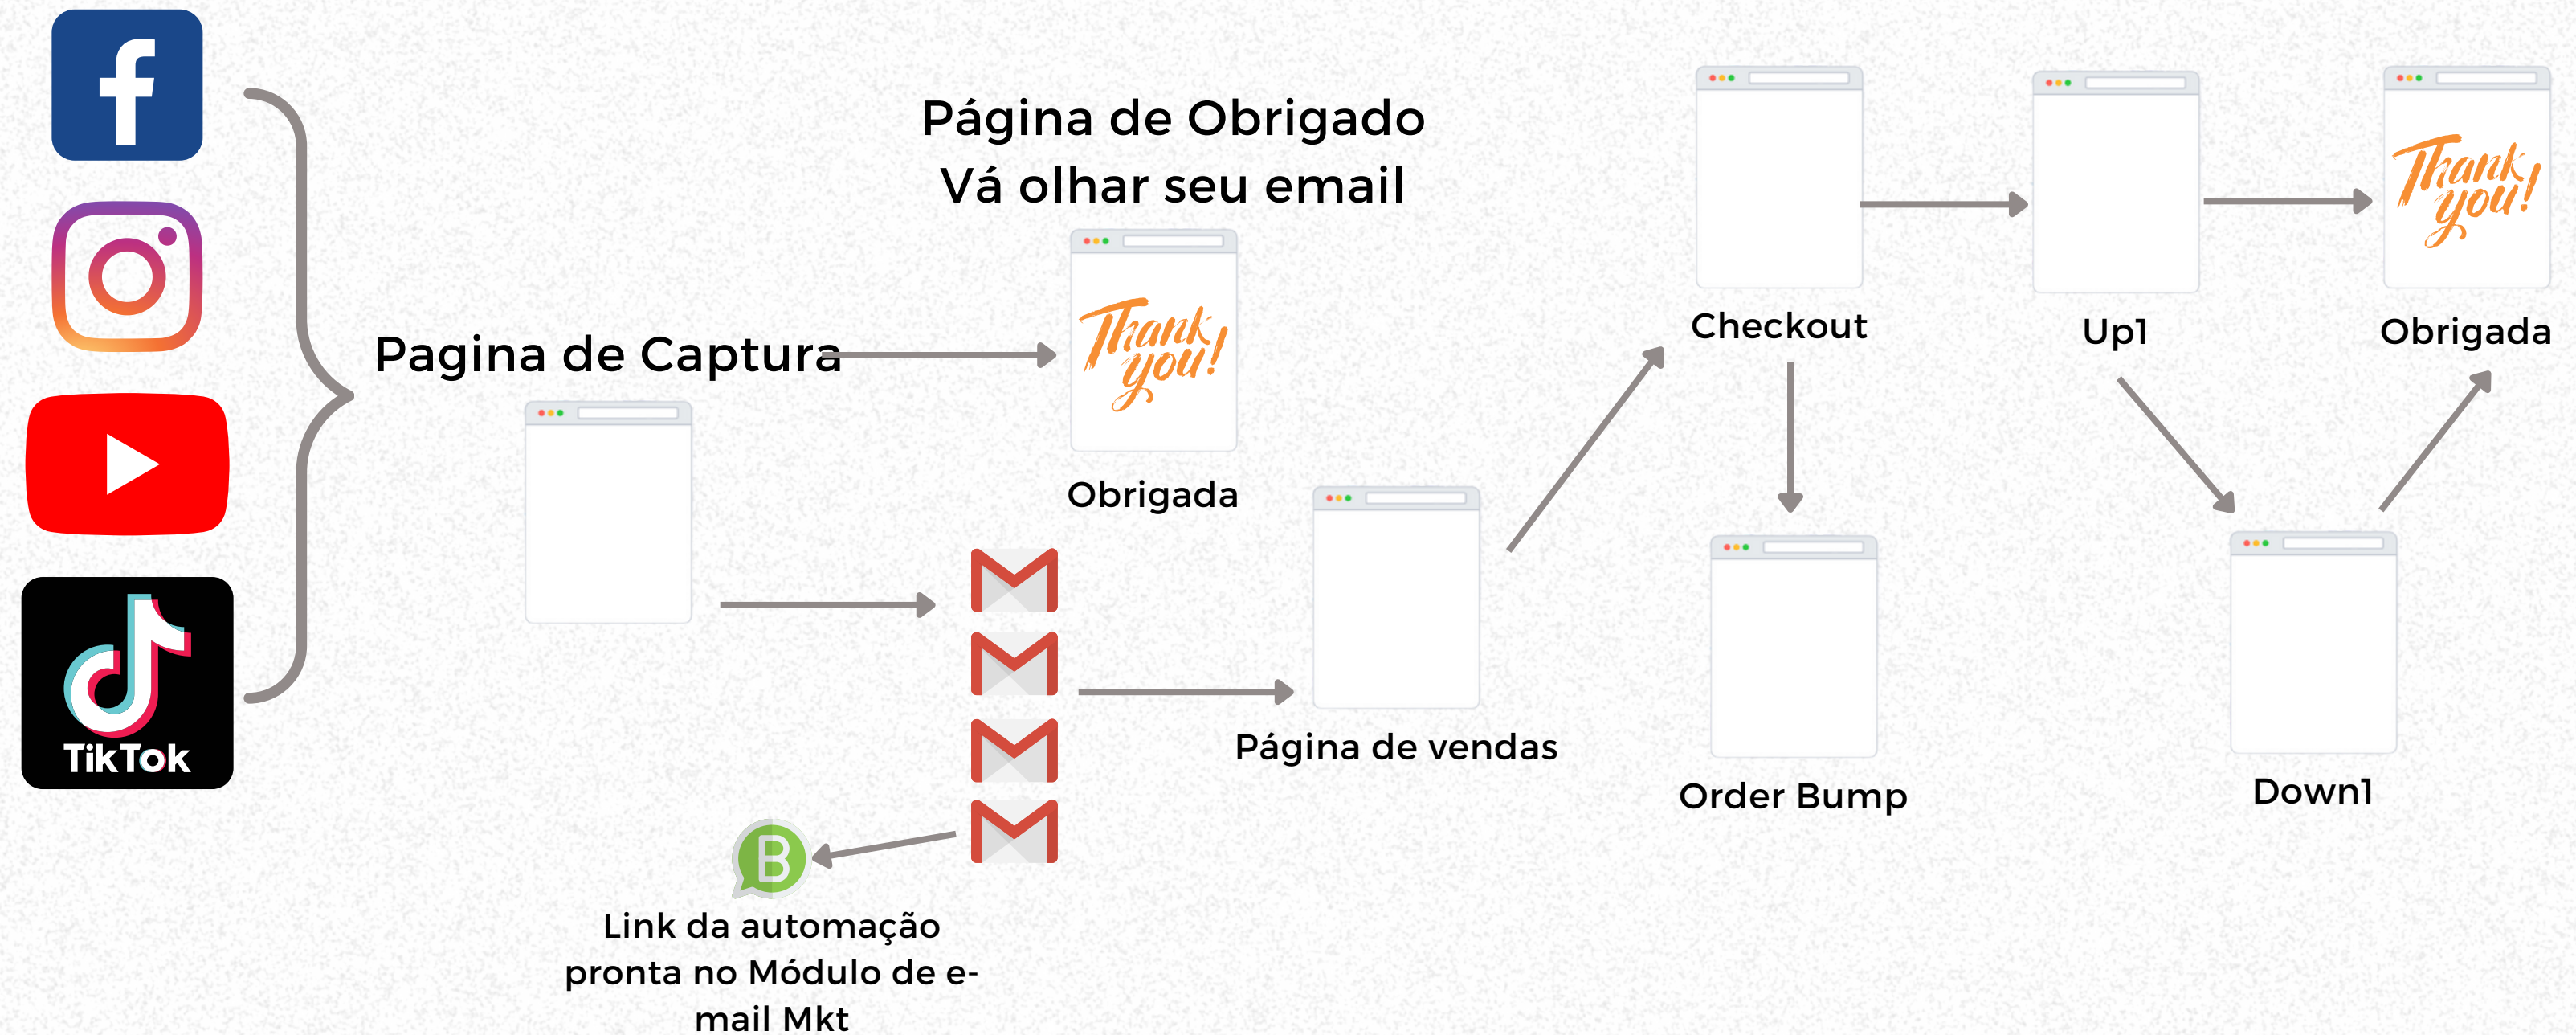 Página de Obrigado
Vá olhar seu email
Thank
you!
Checkout
Up1
Obrigada
Pagina de Captura
Thank
you!
Obrigada
TikTok
Página de vendas
Order Bump
Down1
B
Link da automação
pronta no Módulo de e-
mail Mkt